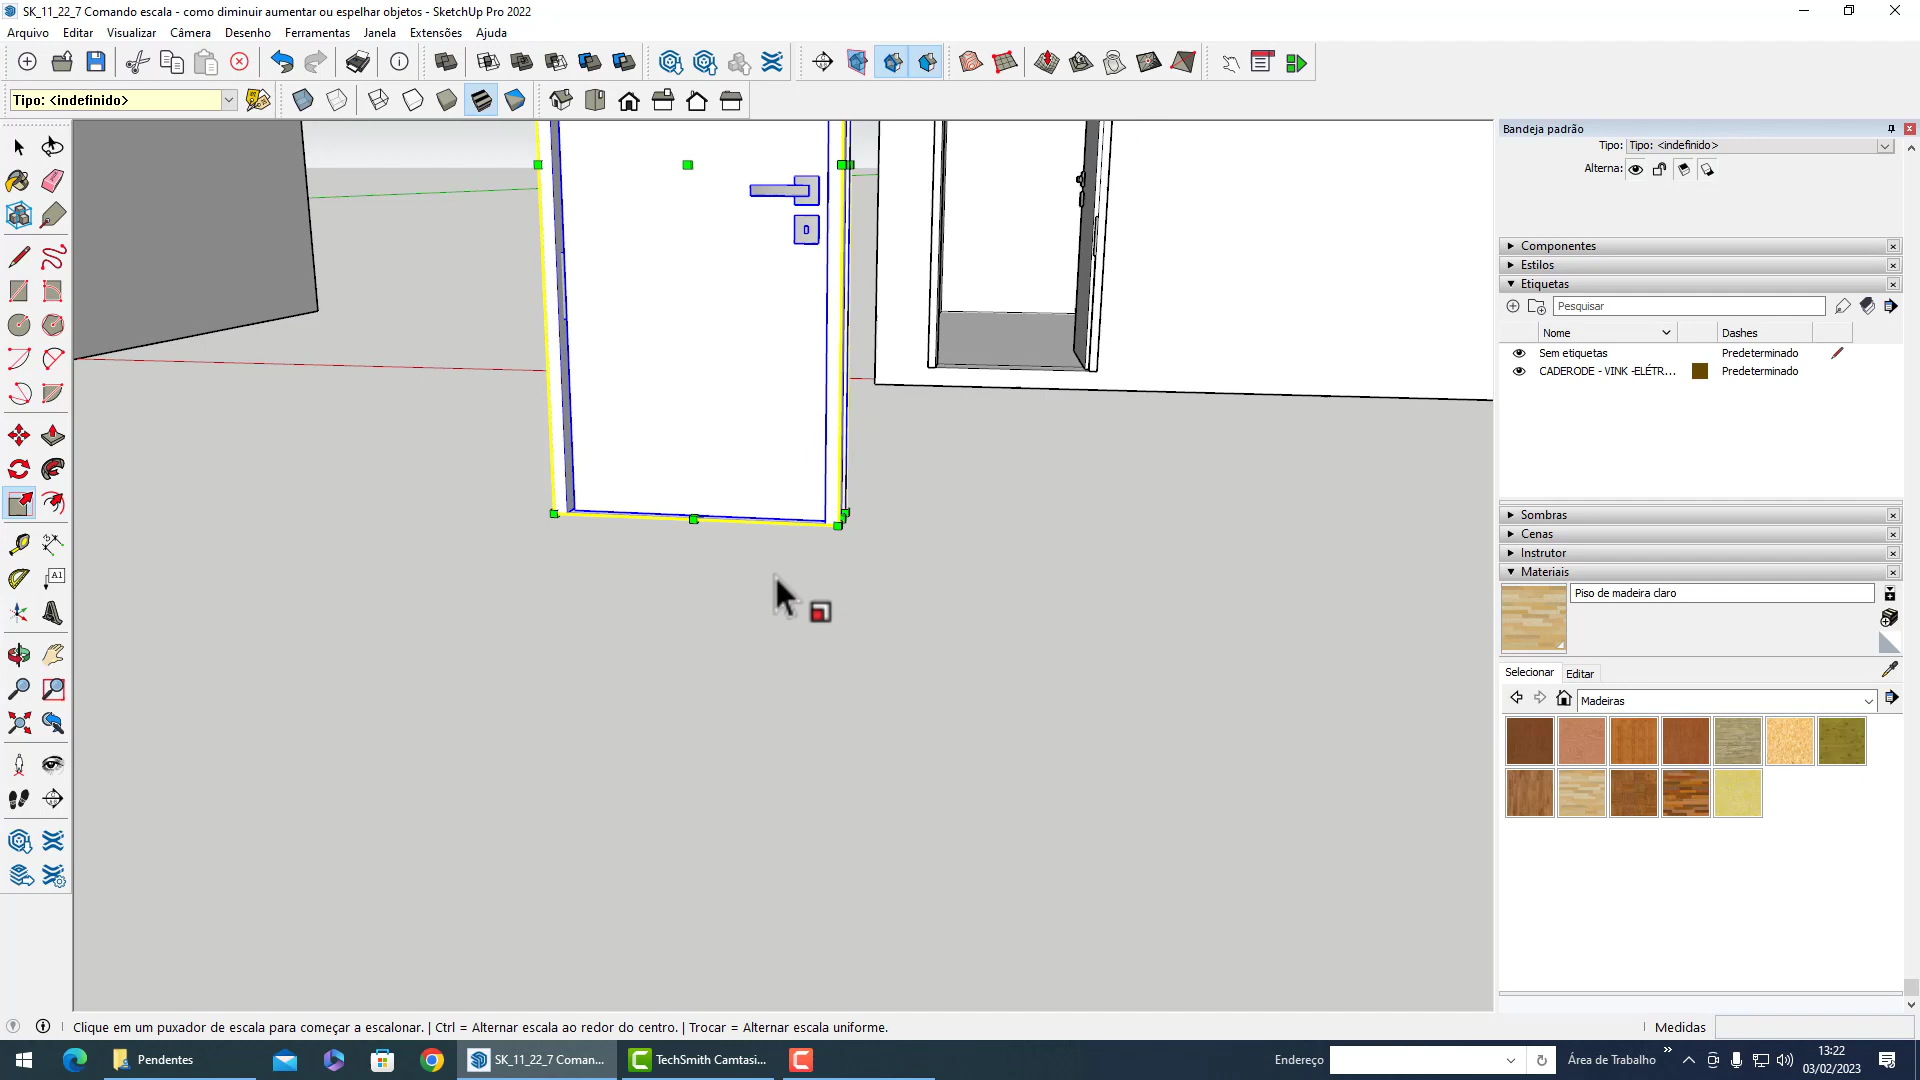 SK_11_22_7 Comando escala - como diminuir aumentar ou espelhar objetos - SketchUp Pro 2022
Arquivo Editar Visualizar Câmera Desenho Ferramentas Janela Extensões Ajuda
Tipo: <indefinido>
Bandeja padrão
Tipo: Tipo: <indefinido>
Alterna:
Componentes
Estilos
Etiquetas
Pesquisar
Nome Dashes
Sem etiquetas Predeterminado
CADERODE - VINK -ELÉTR... Predeterminado
A1
Sombras
Cenas
Instrutor
Materiais
Piso de madeira claro
Selecionar Editar
Madeiras
Clique em um puxador de escala para começar a escalonar. | Ctrl = Alternar escala ao redor do centro. | Trocar = Alternar escala uniforme.
Medidas
Pendentes
SK_11_22_7 Coman...
TechSmith Camtasi...
Endereço
Área de Trabalho
13:22
03/02/2023